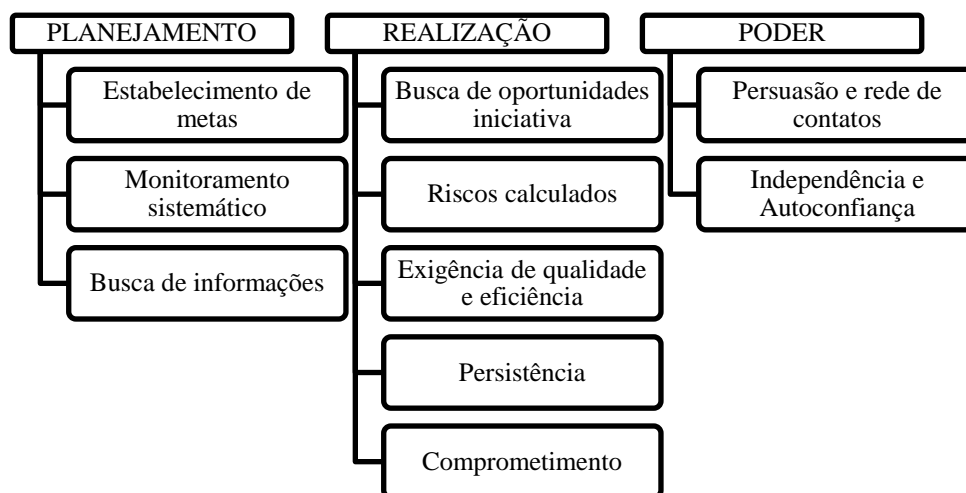 PLANEJAMENTO
Estabelecimento de
metas
Monitoramento
sistemático
Busca de informações
REALIZAÇÃO
Busca de oportunidades
iniciativa
Riscos calculados
Exigência de qualidade
e eficiência
Persistência
Comprometimento
PODER
Persuasão e rede de
contatos
Independência e
Autoconfiança